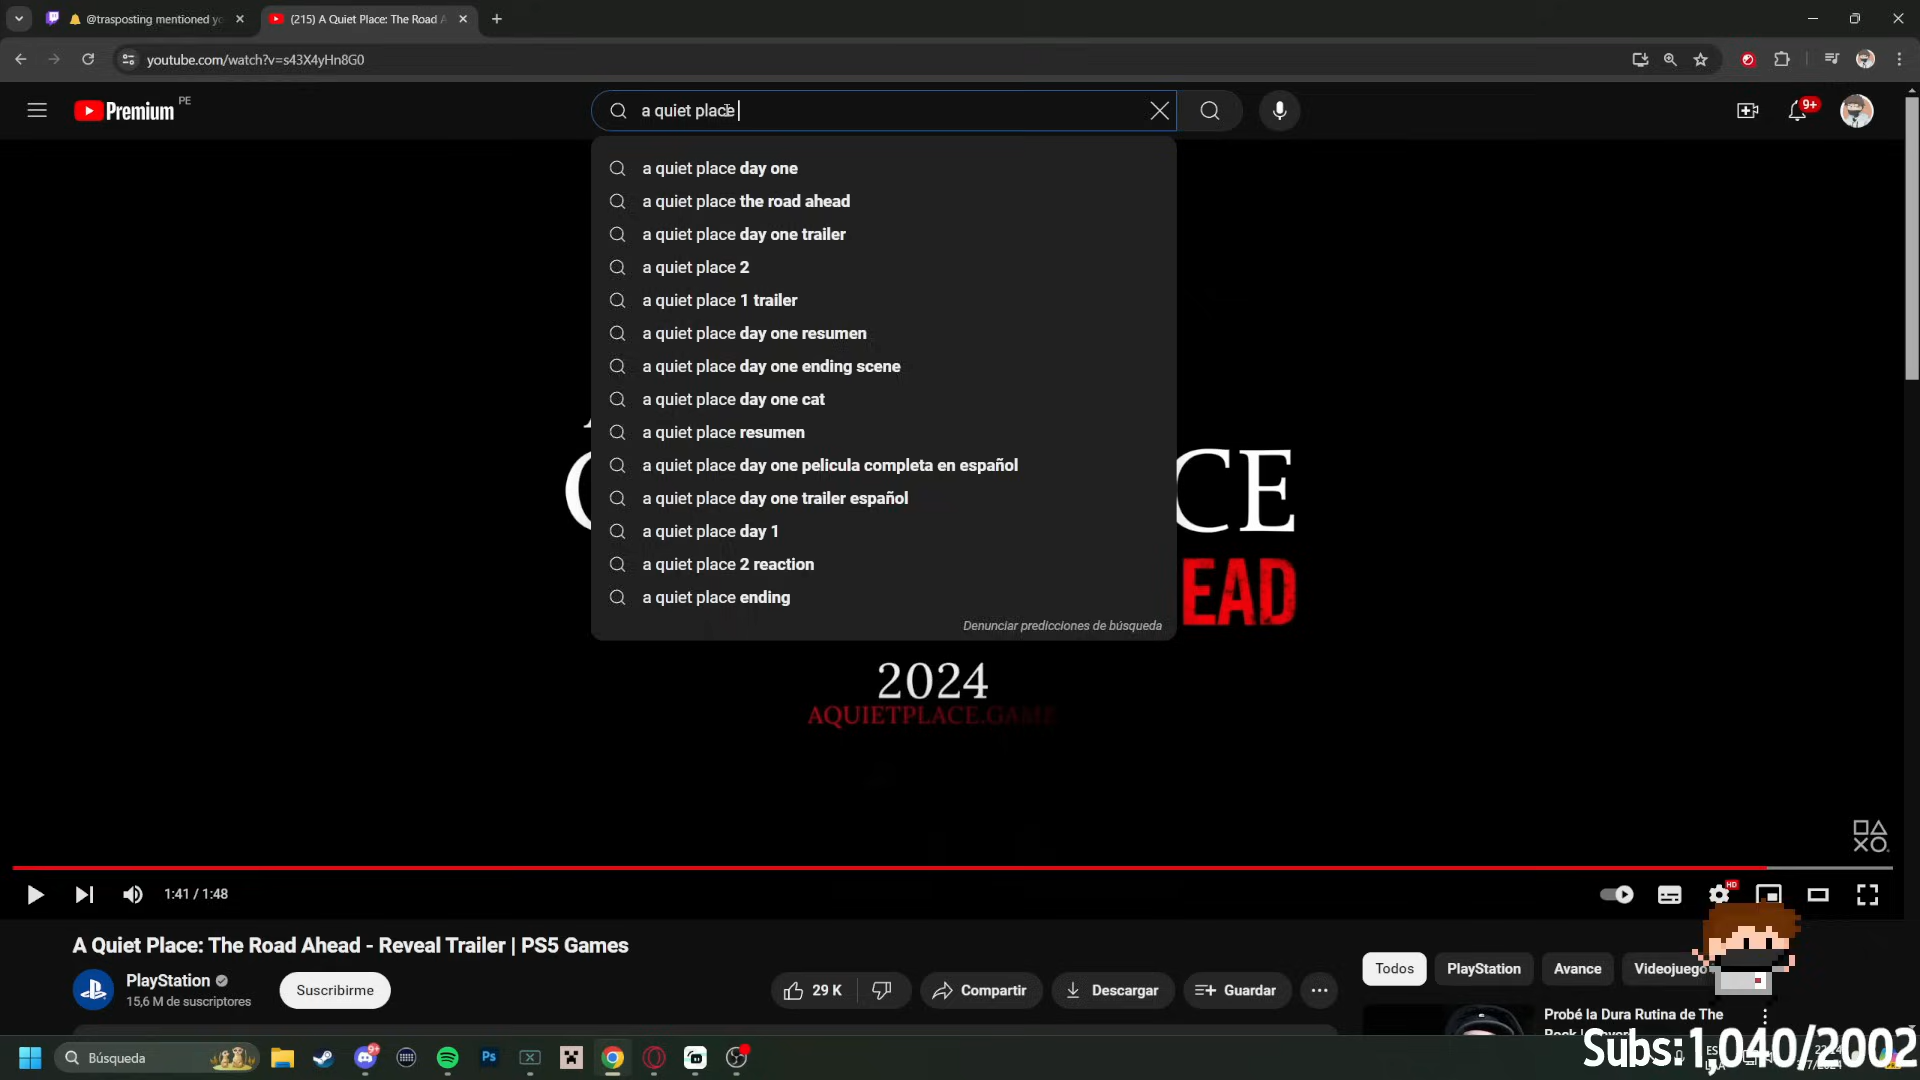 @trasposting mentioned yo
(215) A Quiet Place: The Road A
youtube.com/watch?v=s43X4yHn8G0
Premium PE
a quiet place
9+
a quiet place day one
a quiet place the road ahead
a quiet place day one trailer
a quiet place 2
a quiet place 1 trailer
a quiet place day one resumen
a quiet place day one ending scene
a quiet place day one cat
a quiet place resumen
a quiet place day one pelicula completa en español
a quiet place day one trailer español
a quiet place day 1
a quiet place 2 reaction
a quiet place ending
Denunciar predicciones de búsqueda
CE
EAD
2024
AQUIETPLACE.GAME
1:41 / 1:48
HD
A Quiet Place: The Road Ahead - Reveal Trailer | PS5 Games
PlayStation
15,6 M de suscriptores
Suscribirme
29 K
Compartir
Descargar
Guardar
Todos
PlayStation
Avance
Videojuego
Probé la Dura Rutina de The
Búsqueda
9+
Ps
Subs:1,040/2002